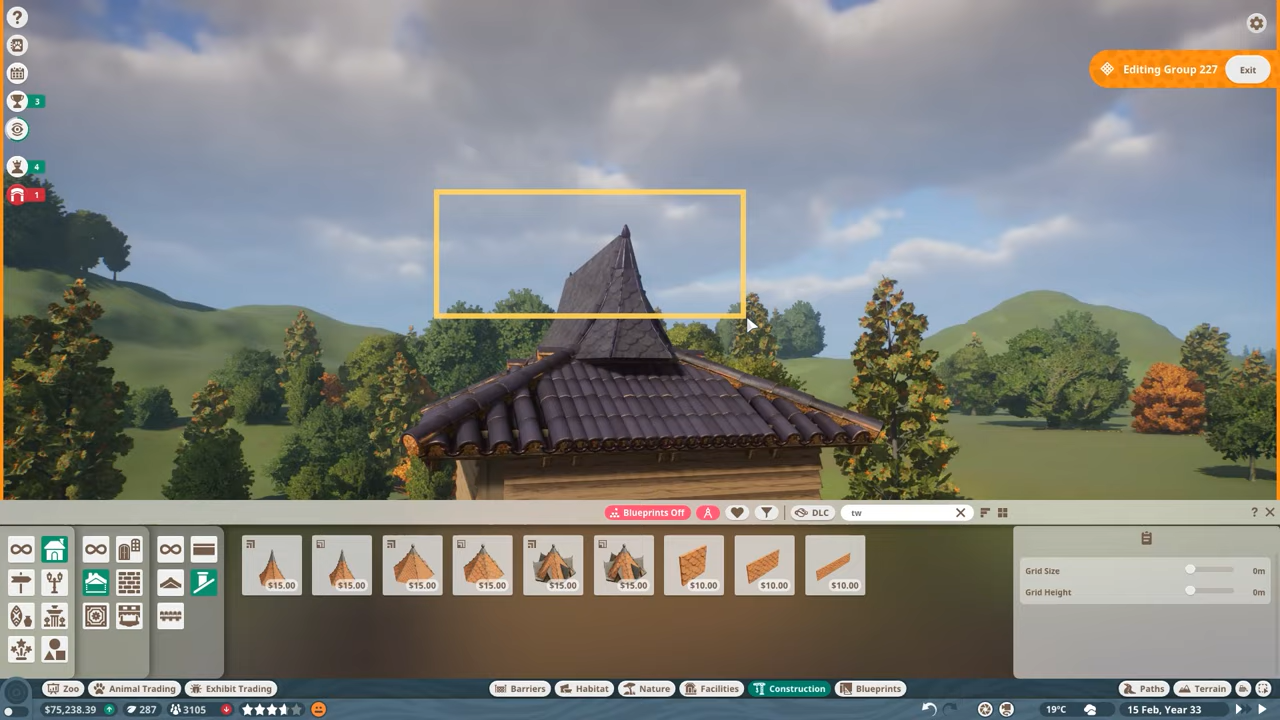 ?
Editing Group 227
Exit
3
4
1
Blueprints Off
DLC
tw
?
$15.00
$15.00
$15.00
$15.00
$15.00
$15.00
$10.00
$10.00
$10.00
Grid Size
0m
Grid Height
0m
Zoo
Animal Trading
Exhibit Trading
Barriers
Habitat
Nature
Facilities
Construction
Blueprints
Paths
Terrain
$75,238.39
287
3105
19°C
15 Feb, Year 33